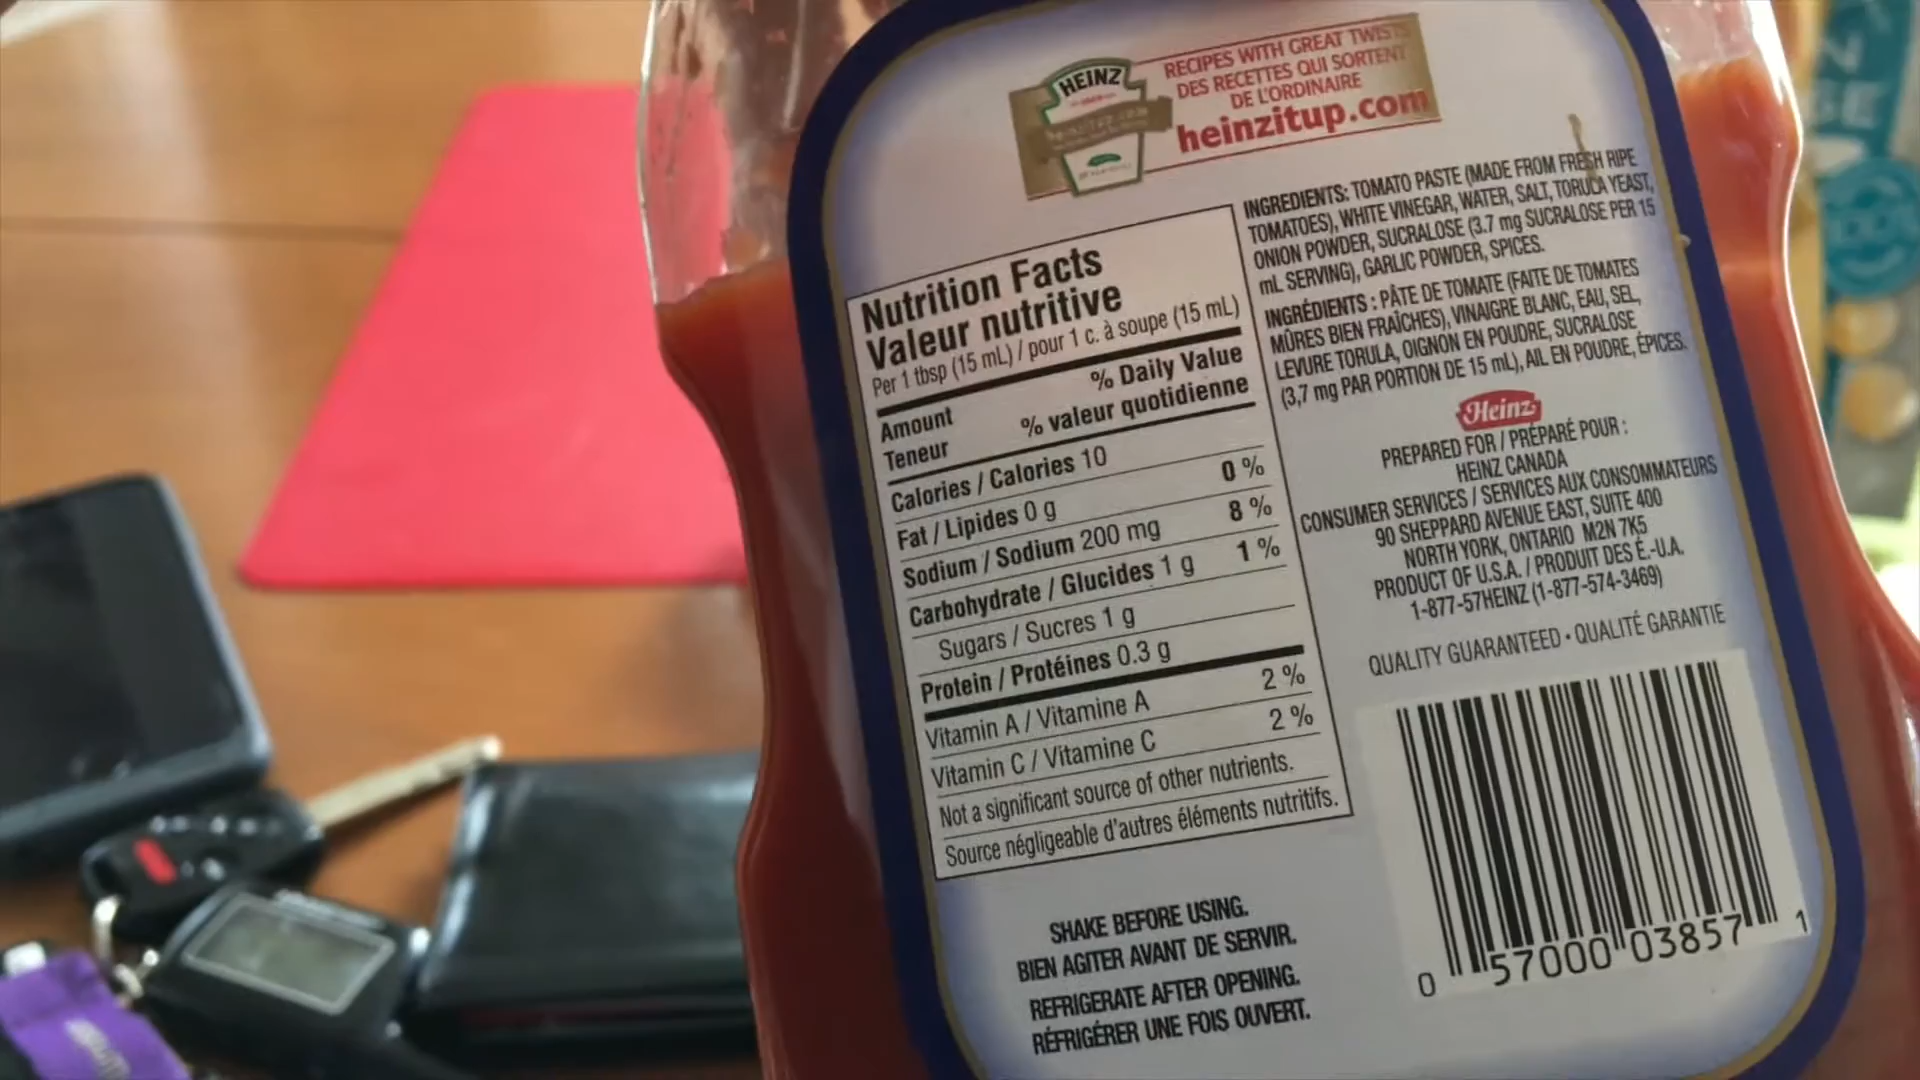 HEINZ
RECIPES WITH GREAT TWISTS
DES RECETTES QUI SORTENT
DE L'ORDINAIRE
heinzitup.com
Nutrition Facts
Valeur nutritive
Per 1 tbsp (15 mL) / pour 1 c. à soupe (15 mL)
Amount % Daily Value
Teneur % valeur quotidienne
Calories / Calories 10
Fat / Lipides 0 g 0 %
Sodium / Sodium 200 mg 8 %
Carbohydrate / Glucides 1 g 1 %
Sugars / Sucres 1 g
Protein / Protéines 0.3 g
Vitamin A / Vitamine A 2 %
Vitamin C / Vitamine C 2 %
Not a significant source of other nutrients.
Source négligeable d'autres éléments nutritifs.
SHAKE BEFORE USING.
BIEN AGITER AVANT DE SERVIR.
REFRIGERATE AFTER OPENING.
RÉFRIGÉRER UNE FOIS OUVERT.
INGREDIENTS: TOMATO PASTE (MADE FROM FRESH RIPE
TOMATOES), WHITE VINEGAR, WATER, SALT, TORULA YEAST,
ONION POWDER, SUCRALOSE (3.7 mg SUCRALOSE PER 15
mL SERVING), GARLIC POWDER, SPICES.
INGRÉDIENTS : PÂTE DE TOMATE (FAITE DE TOMATES
MÛRES BIEN FRAÎCHES), VINAIGRE BLANC, EAU, SEL,
LEVURE TORULA, OIGNON EN POUDRE, SUCRALOSE
(3,7 mg PAR PORTION DE 15 mL), AIL EN POUDRE, ÉPICES.
Heinz
PREPARED FOR / PRÉPARÉ POUR :
HEINZ CANADA
CONSUMER SERVICES / SERVICES AUX CONSOMMATEURS
90 SHEPPARD AVENUE EAST, SUITE 400
NORTH YORK, ONTARIO M2N 7K5
PRODUCT OF U.S.A. / PRODUIT DES É.-U.A.
1-877-57HEINZ (1-877-574-3469)
QUALITY GUARANTEED • QUALITÉ GARANTIE
0 57000 03857 1